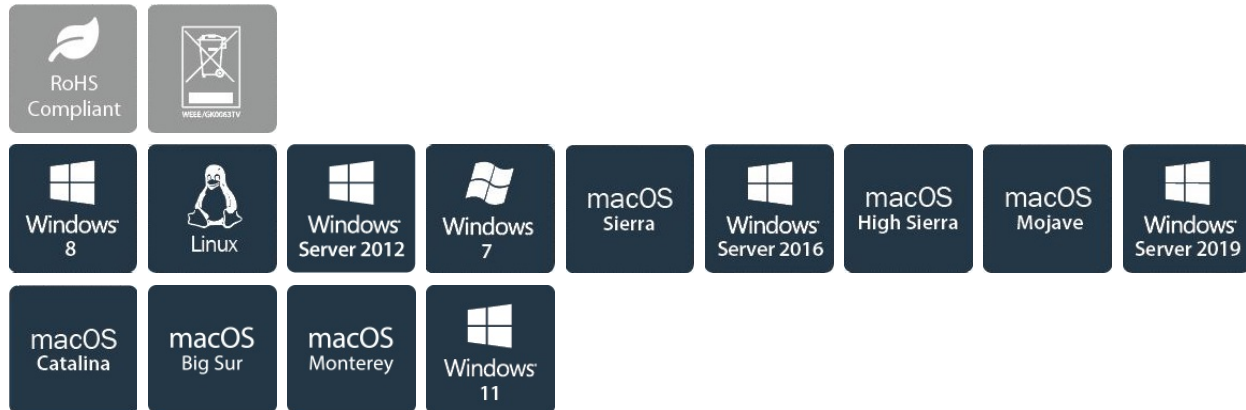 RoHS
Compliant
WEEE/GK0063TV
Windows
8
Linux
Windows
Server 2012
Windows
7
macOS
Sierra
Windows
Server 2016
macOS
High Sierra
macOS
Mojave
Windows
Server 2019
macOS
Catalina
macOS
Big Sur
macOS
Monterey
Windows
11